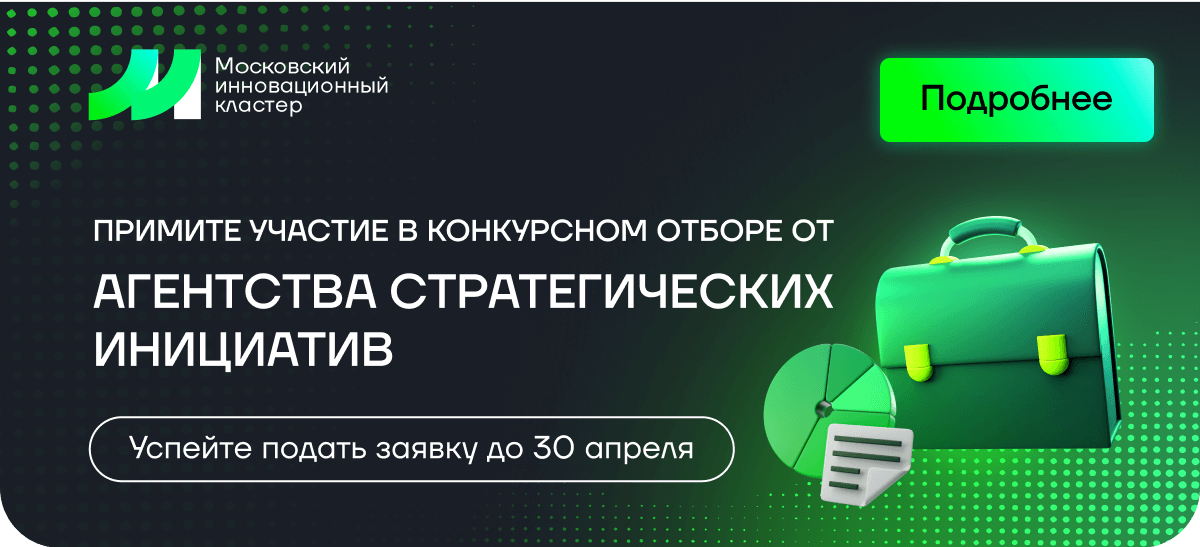 Московский
инновационный
кластер
Подробнее
ПРИМИТЕ УЧАСТИЕ В КОНКУРСНОМ ОТБОРЕ ОТ
АГЕНТСТВА СТРАТЕГИЧЕСКИХ
ИНИЦИАТИВ
Успейте подать заявку до 30 апреля